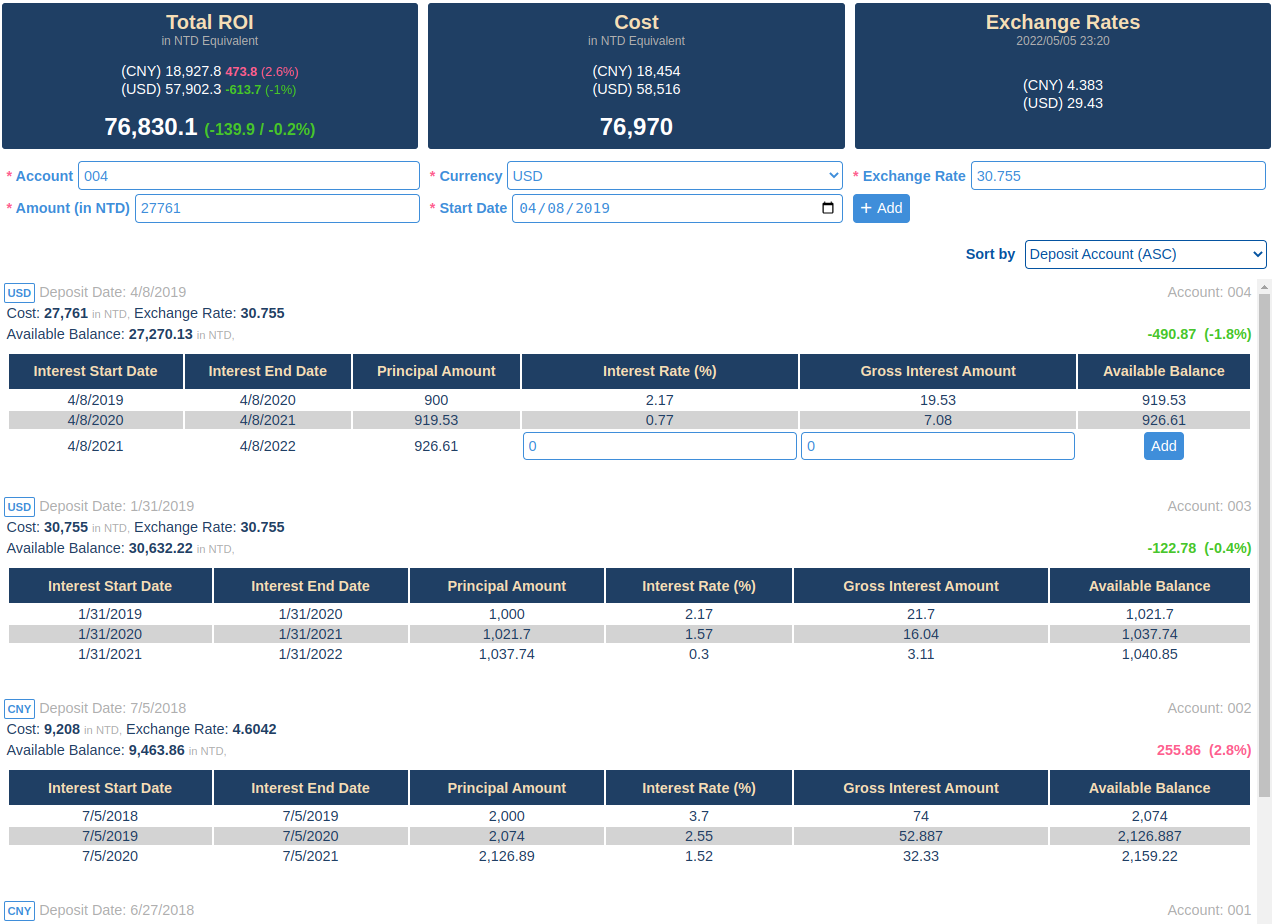 Total ROI
in NTD Equivalent
(CNY) 18,927.8 473.8 (2.6%)
(USD) 57,902.3 -613.7 (-1%)
76,830.1 (-139.9 / -0.2%)
Cost
in NTD Equivalent
(CNY) 18,454
(USD) 58,516
76,970
Exchange Rates
2022/05/05 23:20
(CNY) 4.383
(USD) 29.43
* Account 004 * Currency USD * Exchange Rate 30.755
* Amount (in NTD) 27761 * Start Date 04/08/2019 + Add
Sort by Deposit Account (ASC)
USD Deposit Date: 4/8/2019 Account: 004
Cost: 27,761 in NTD, Exchange Rate: 30.755
Available Balance: 27,270.13 in NTD, -490.87 (-1.8%)
Interest Start Date Interest End Date Principal Amount Interest Rate (%) Gross Interest Amount Available Balance
4/8/2019 4/8/2020 900 2.17 19.53 919.53
4/8/2020 4/8/2021 919.53 0.77 7.08 926.61
4/8/2021 4/8/2022 926.61 0 0 Add
USD Deposit Date: 1/31/2019 Account: 003
Cost: 30,755 in NTD, Exchange Rate: 30.755
Available Balance: 30,632.22 in NTD, -122.78 (-0.4%)
Interest Start Date Interest End Date Principal Amount Interest Rate (%) Gross Interest Amount Available Balance
1/31/2019 1/31/2020 1,000 2.17 21.7 1,021.7
1/31/2020 1/31/2021 1,021.7 1.57 16.04 1,037.74
1/31/2021 1/31/2022 1,037.74 0.3 3.11 1,040.85
CNY Deposit Date: 7/5/2018 Account: 002
Cost: 9,208 in NTD, Exchange Rate: 4.6042
Available Balance: 9,463.86 in NTD, 255.86 (2.8%)
Interest Start Date Interest End Date Principal Amount Interest Rate (%) Gross Interest Amount Available Balance
7/5/2018 7/5/2019 2,000 3.7 74 2,074
7/5/2019 7/5/2020 2,074 2.55 52.887 2,126.887
7/5/2020 7/5/2021 2,126.89 1.52 32.33 2,159.22
CNY Deposit Date: 6/27/2018 Account: 001